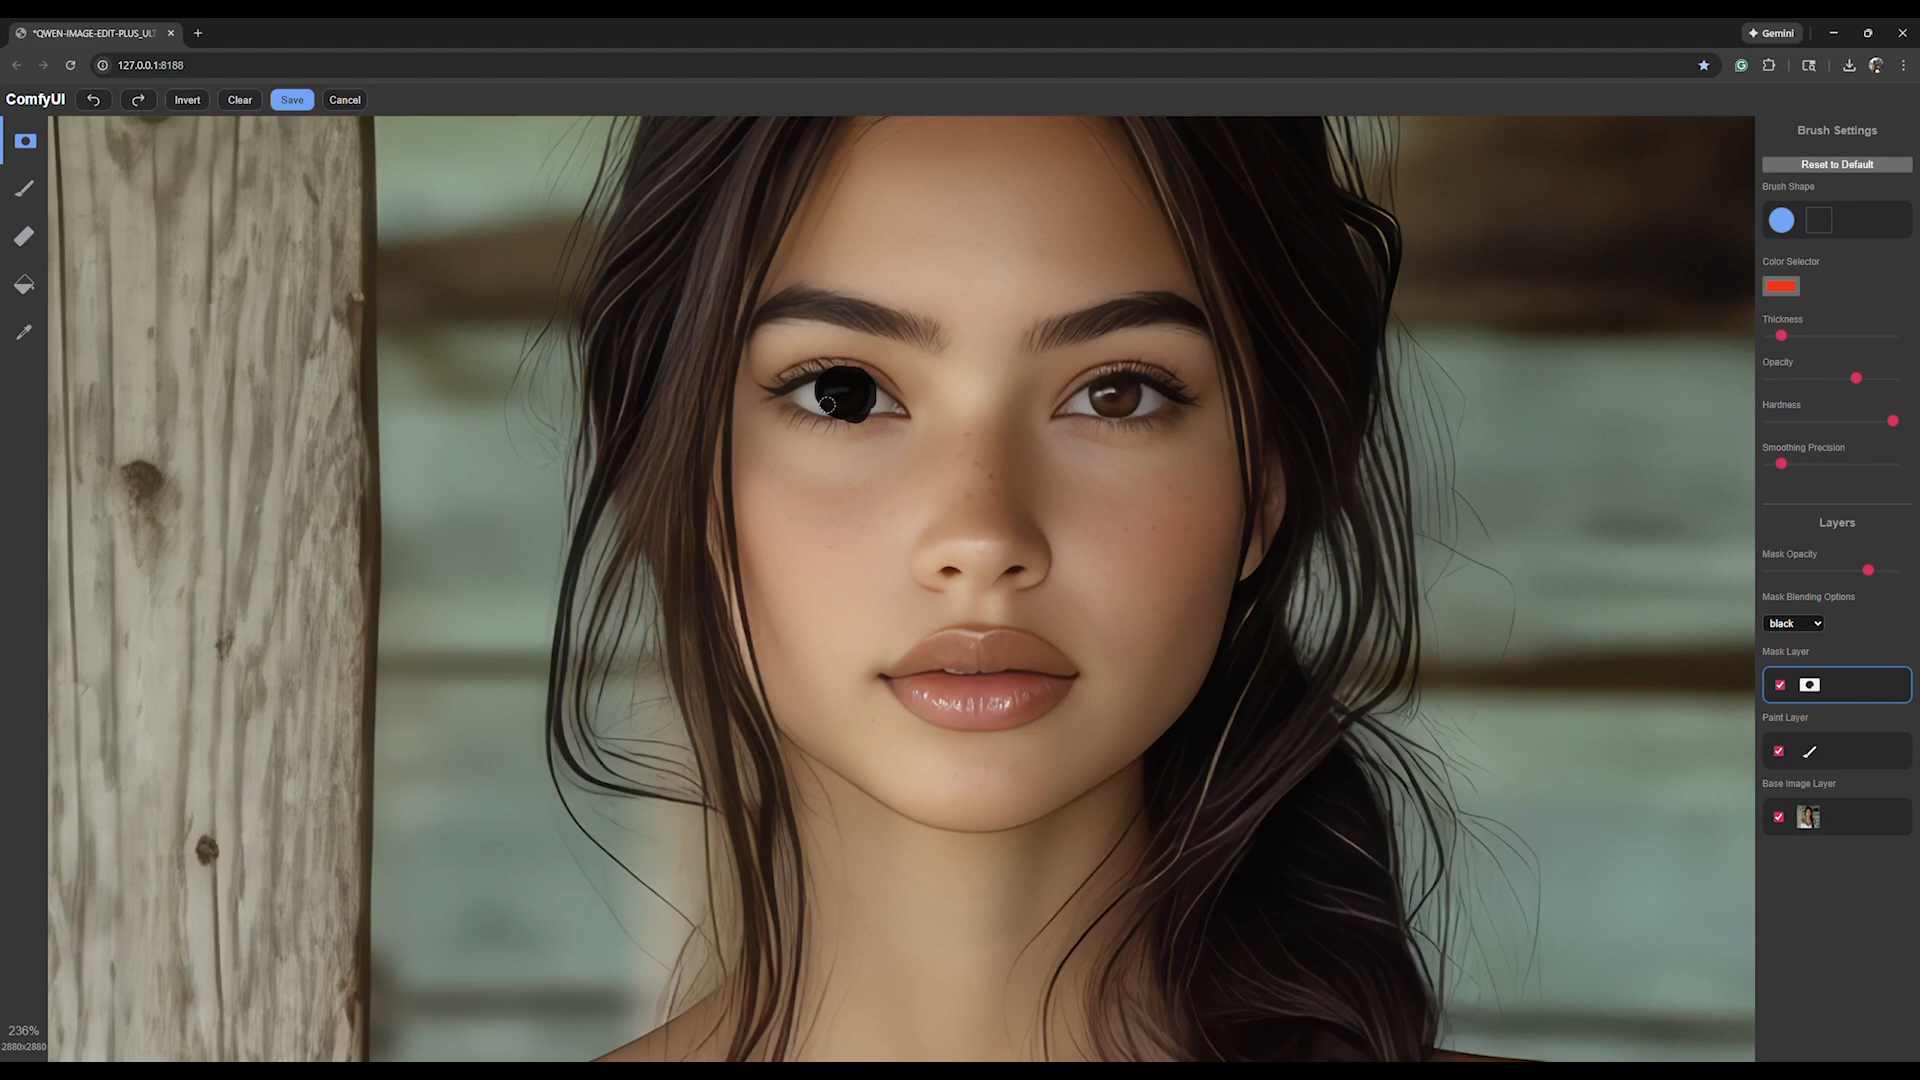 *QWEN-IMAGE-EDIT-PLUS_ULT
Gemini
127.0.0.1:8188
ComfyUI
Invert
Clear
Save
Cancel
Brush Settings
Reset to Default
Brush Shape
Color Selector
Thickness
Opacity
Hardness
Smoothing Precision
Layers
Mask Opacity
Mask Blending Options
black
Mask Layer
Paint Layer
Base Image Layer
236%
2880x2880